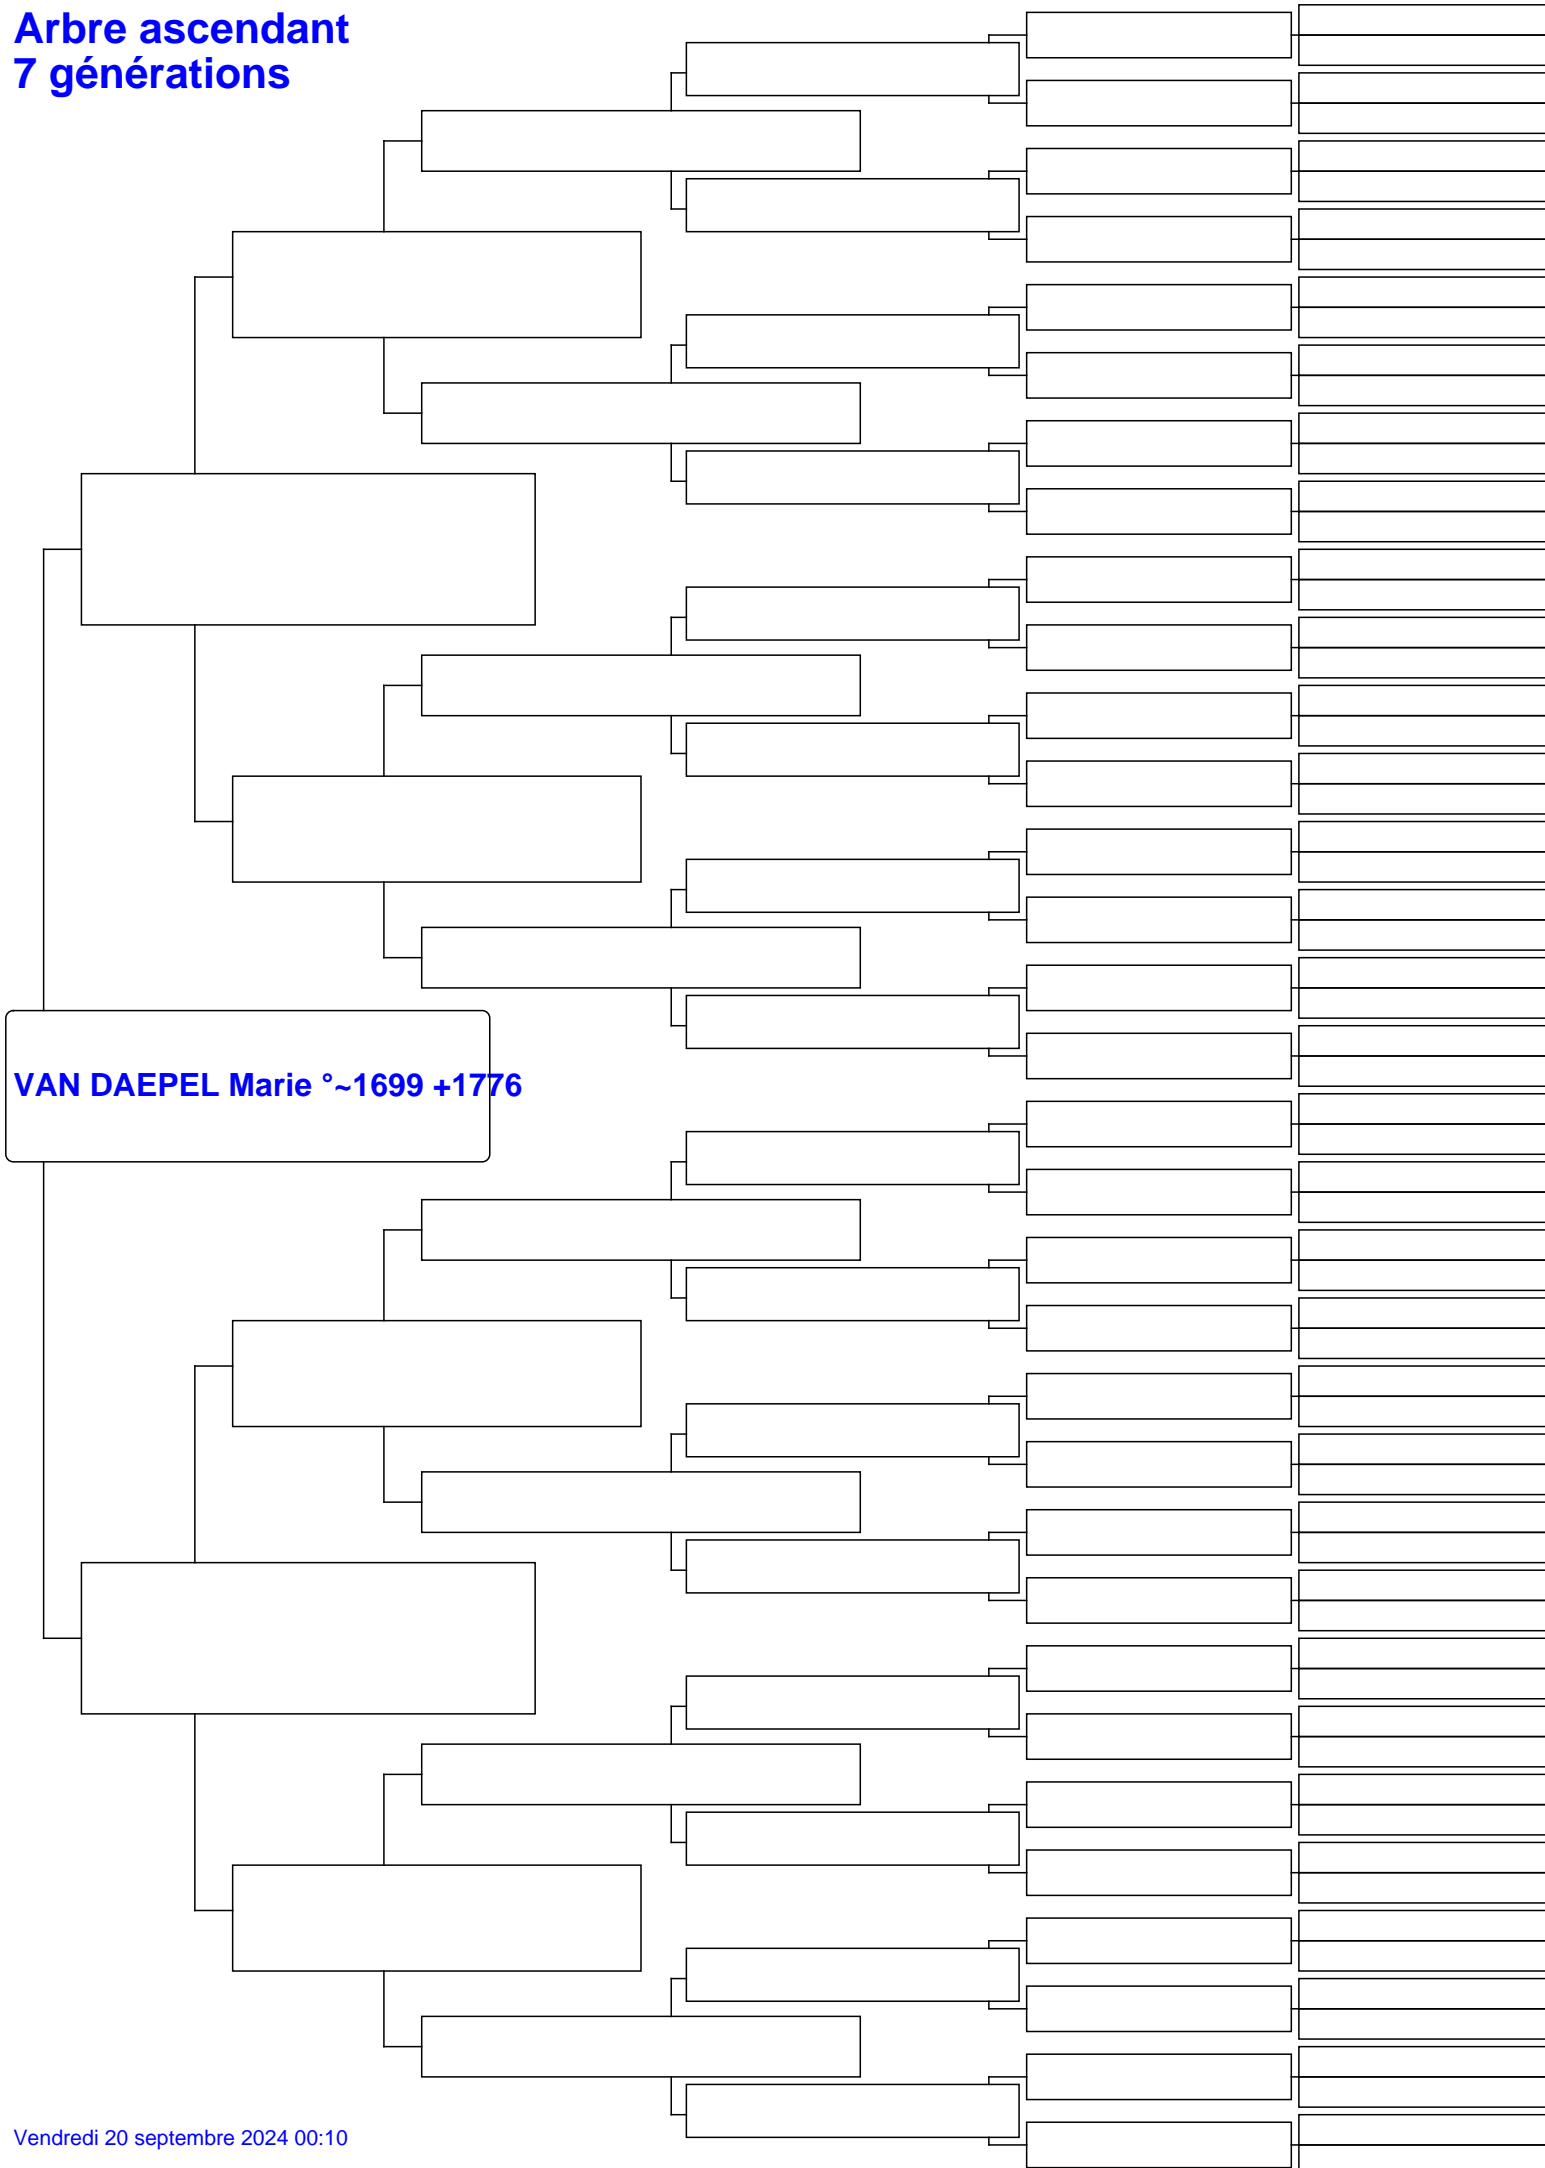 Arbre ascendant
7 générations
VAN DAEPEL Marie °~1699 +1776
Vendredi 20 septembre 2024 00:10